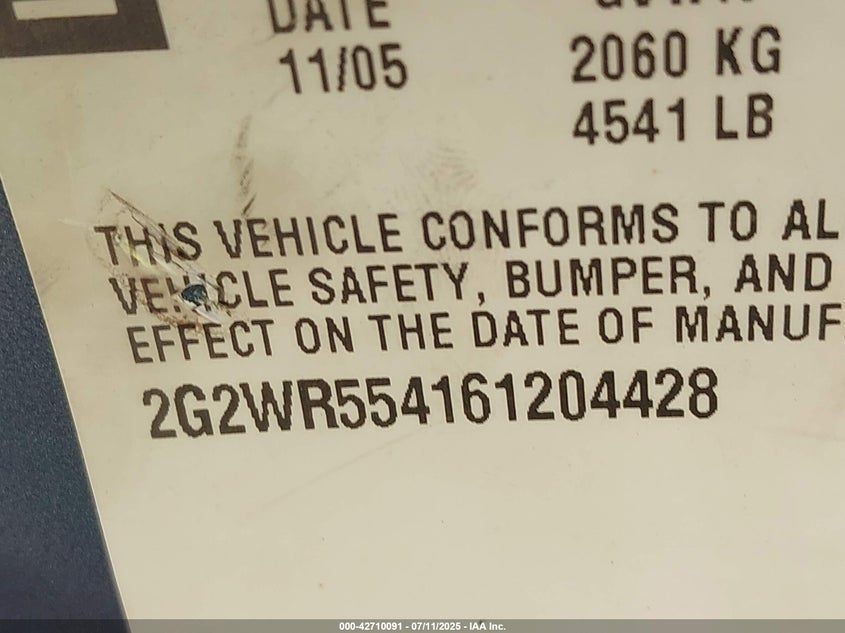 DATE
11/05
2060 KG
4541 LB
THIS VEHICLE CONFORMS TO AL
VEHICLE SAFETY, BUMPER, AND
EFFECT ON THE DATE OF MANUF
2G2WR554161204428
000-42710091 - 07/11/2025 - IAA Inc.